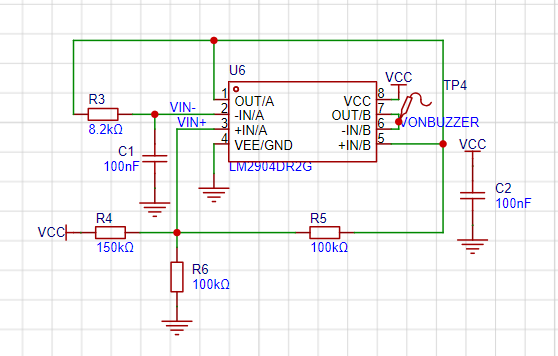 U6
VCC
TP4
R3
1
OUT/A
VCC
8
VIN-
2
-IN/A
OUT/B
7
VIN+
3
+IN/A
-IN/B
6
VONBUZZER
8.2kΩ
4
VEE/GND
+IN/B
5
VCC
C1
100nF
LM2904DR2G
C2
100nF
R4
R5
VCC
150kΩ
100kΩ
R6
100kΩ